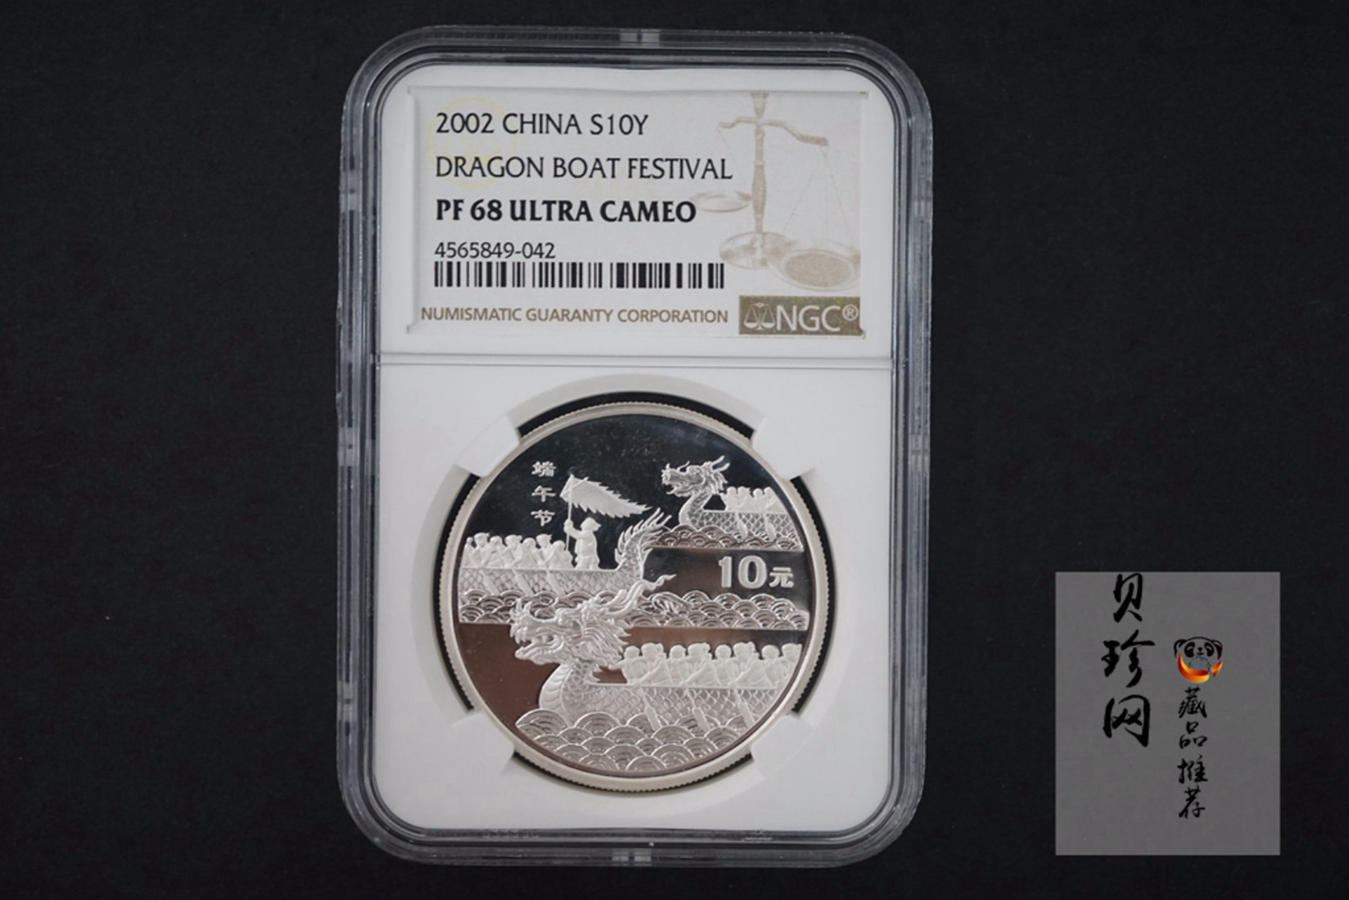 2002 CHINA S10Y
DRAGON BOAT FESTIVAL
PF 68 ULTRA CAMEO
4565849-042
NUMISMATIC GUARANTY CORPORATION
NGC®
端午节
10元
贝珍网
藏品推荐